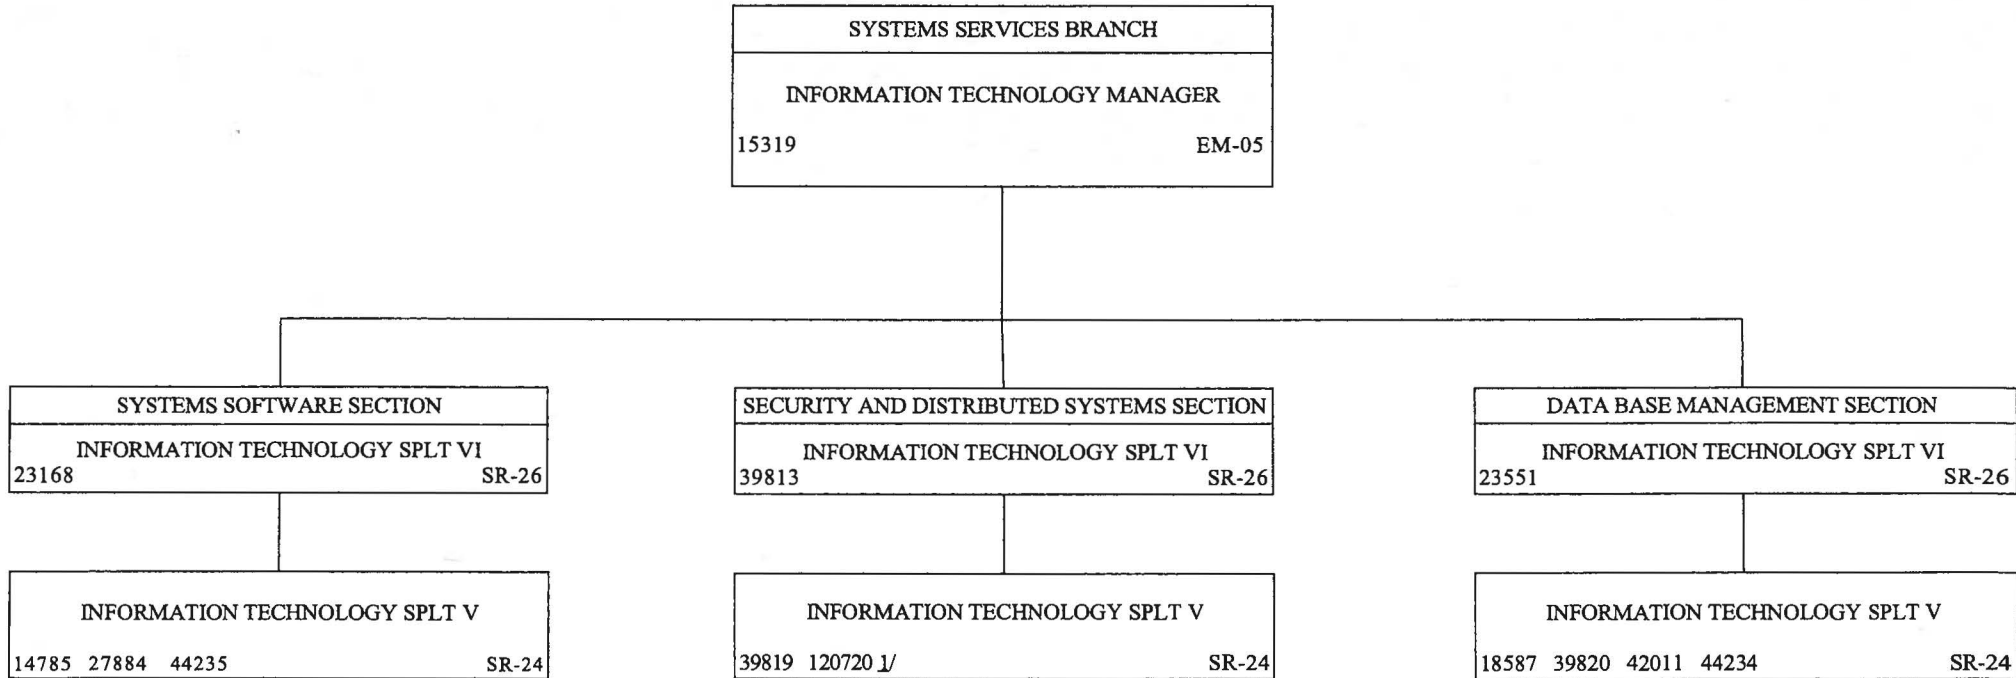 SYSTEMS SERVICES BRANCH
INFORMATION TECHNOLOGY MANAGER
15319 EM-05
SYSTEMS SOFTWARE SECTION
INFORMATION TECHNOLOGY SPLT VI
23168 SR-26
INFORMATION TECHNOLOGY SPLT V
14785 27884 44235 SR-24
SECURITY AND DISTRIBUTED SYSTEMS SECTION
INFORMATION TECHNOLOGY SPLT VI
39813 SR-26
INFORMATION TECHNOLOGY SPLT V
39819 120720 1/ SR-24
DATA BASE MANAGEMENT SECTION
INFORMATION TECHNOLOGY SPLT VI
23551 SR-26
INFORMATION TECHNOLOGY SPLT V
18587 39820 42011 44234 SR-24